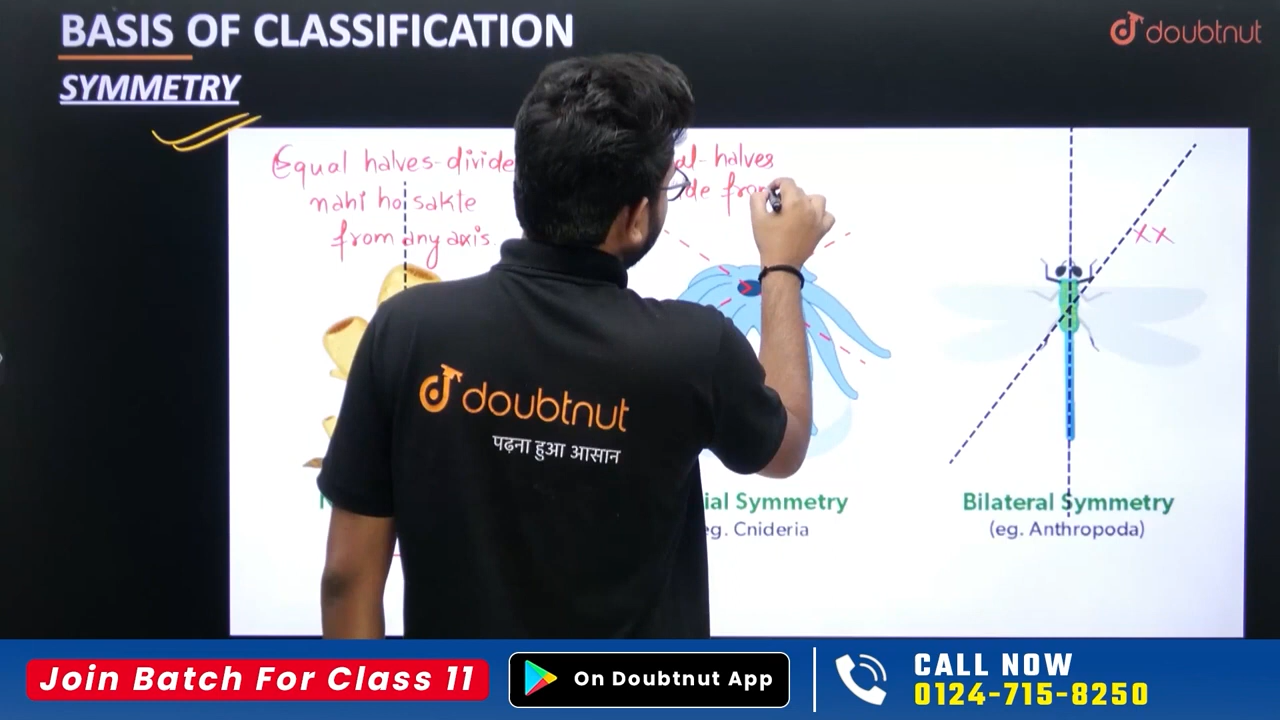 BASIS OF CLASSIFICATION
SYMMETRY
doubtnut
Equal halves-divide
nahi ho sakte
from any axis.
halves
from
xx
doubtnut
पढ़ना हुआ आसान
Symmetry
eg. Cnideria
Bilateral Symmetry
(eg. Anthropoda)
Join Batch For Class 11
On Doubtnut App
CALL NOW
0124-715-8250